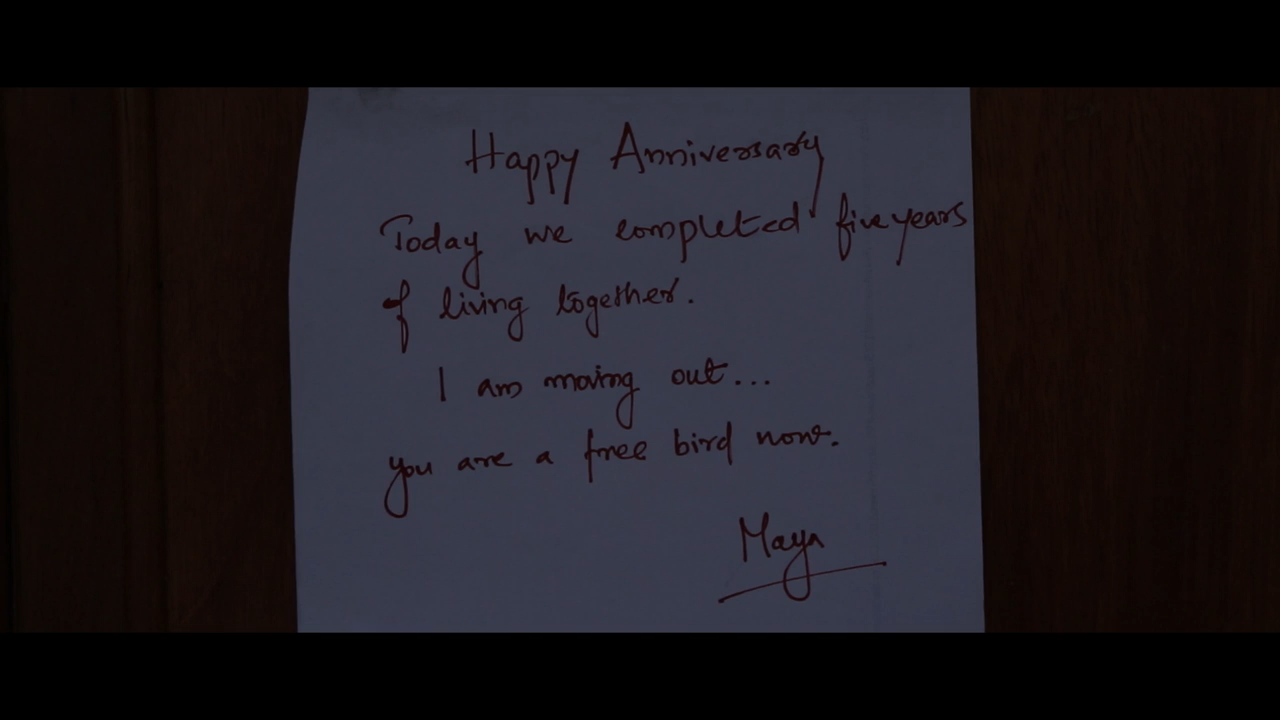 Happy Anniversary
Today we completed five years
of living together.
I am moving out...
you are a free bird now.
Maya